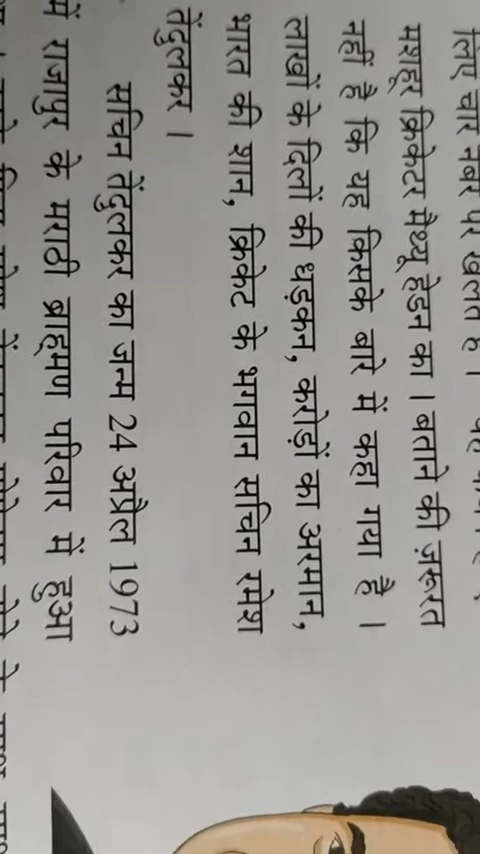 लिए चार नंबर पर खेलते हैं।
मशहूर क्रिकेटर मैथ्यू हेडन का। बताने की ज़रूरत
नहीं है कि यह किसके बारे में कहा गया है।
लाखों के दिलों की धड़कन, करोड़ों का अरमान,
भारत की शान, क्रिकेट के भगवान सचिन रमेश
तेंदुलकर।
सचिन तेंदुलकर का जन्म 24 अप्रैल 1973
में राजापुर के मराठी ब्राह्मण परिवार में हुआ